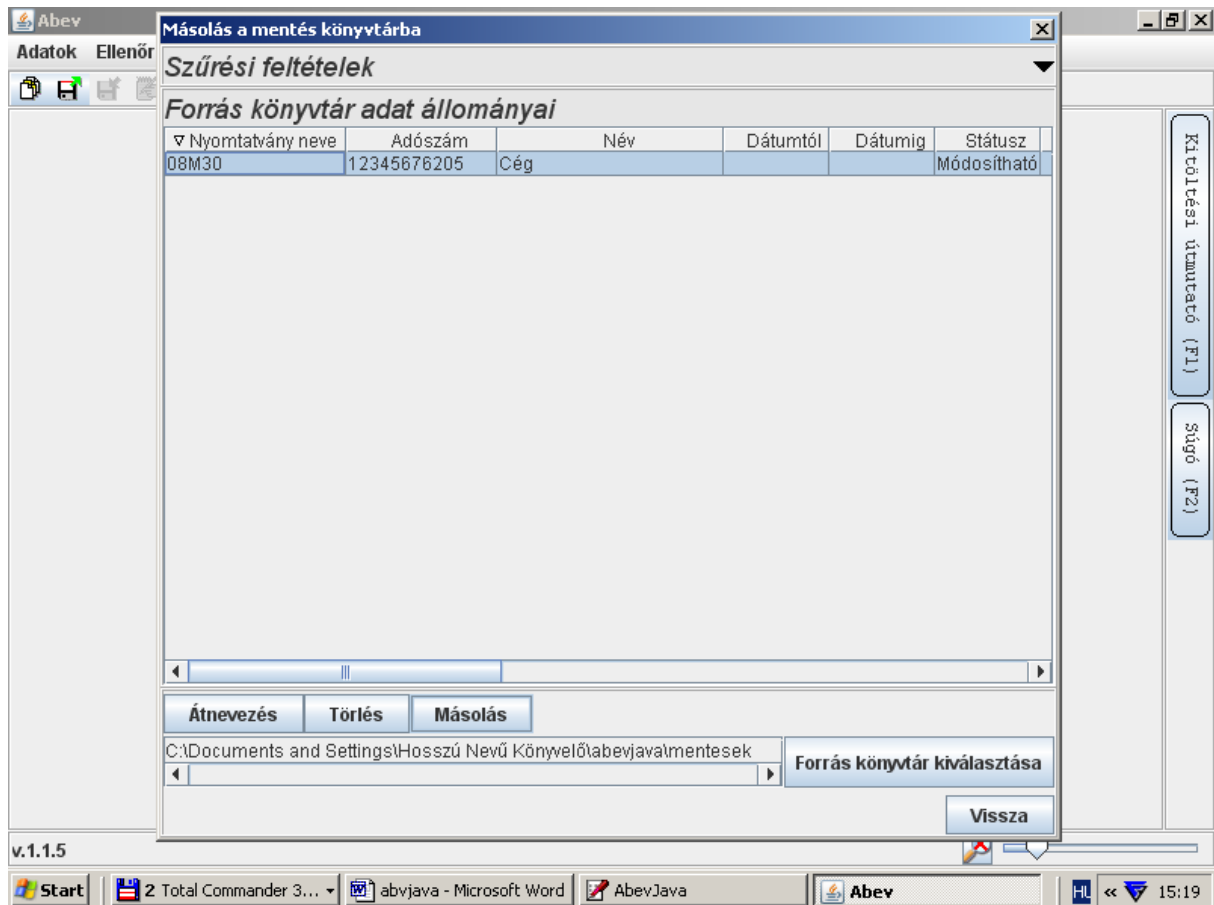 Abev
Másolás a mentés könyvtárba
Adatok Ellenőr
Szűrési feltételek
Forrás könyvtár adat állományai
Nyomtatvány neve Adószám Név Dátumtól Dátumig Státusz
08M30 12345676205 Cég Módosítható
Kitöltési útmutató (F1)
Súgó (F2)
Átnevezés Törlés Másolás
C:\Documents and Settings\Hosszú Nevű Könyvelő\abevjava\mentesek
Forrás könyvtár kiválasztása
Vissza
v.1.1.5
Start 2 Total Commander 3... abvjava - Microsoft Word AbevJava Abev HU « 15:19